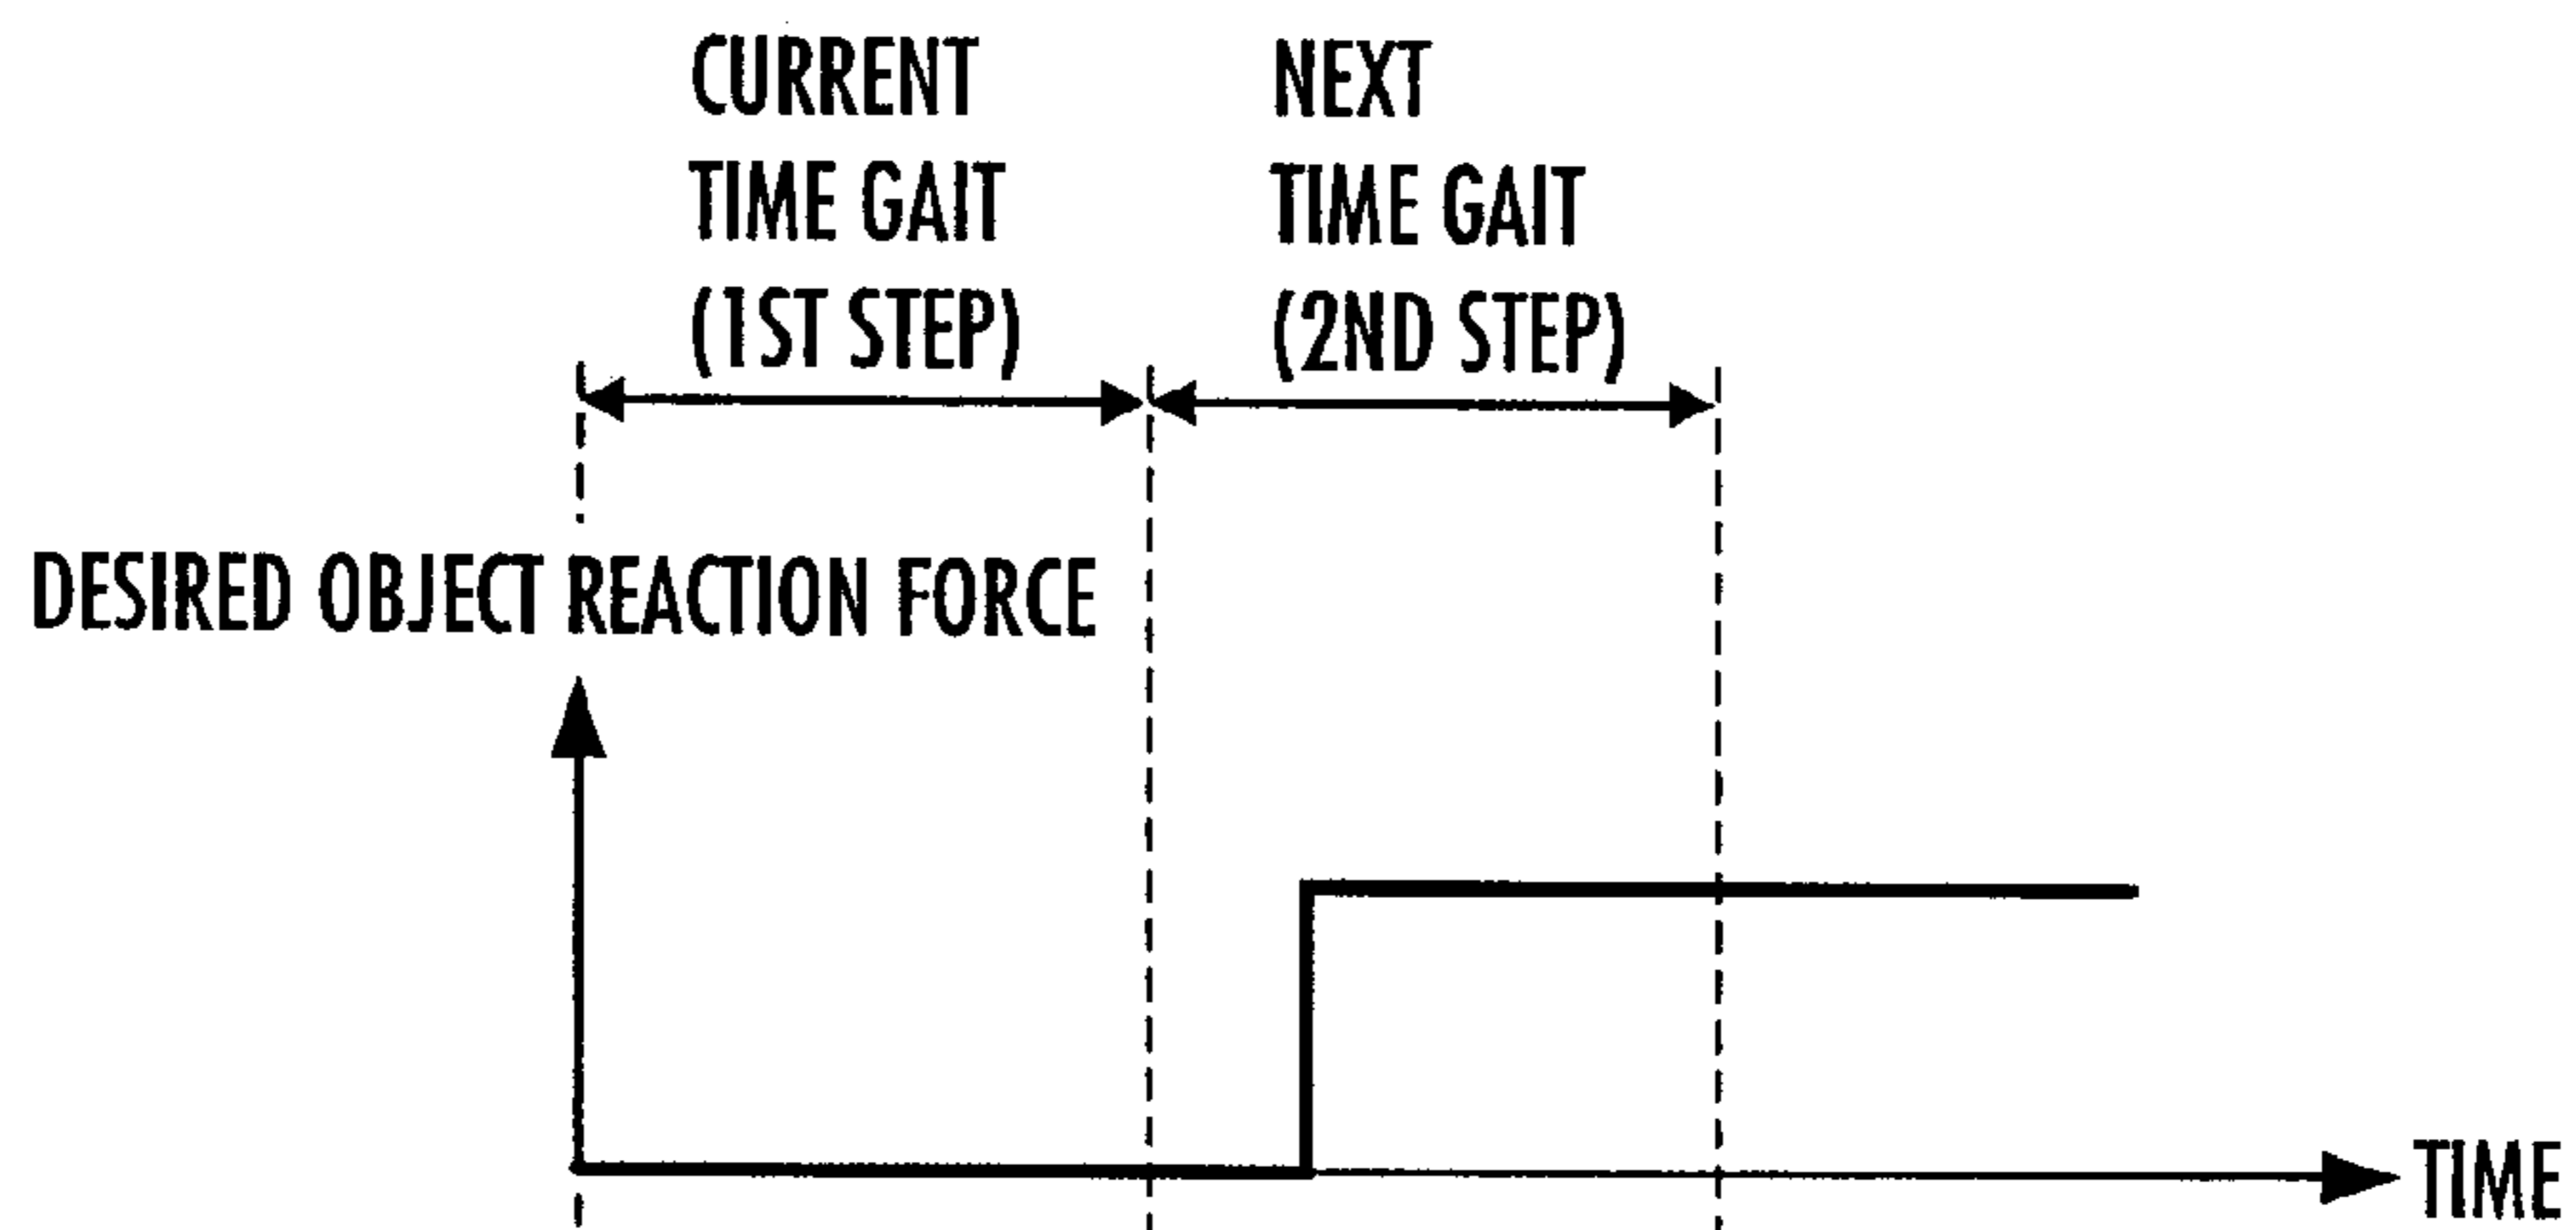 CURRENT
TIME GAIT
(1ST STEP)
NEXT
TIME GAIT
(2ND STEP)
DESIRED OBJECT REACTION FORCE
TIME